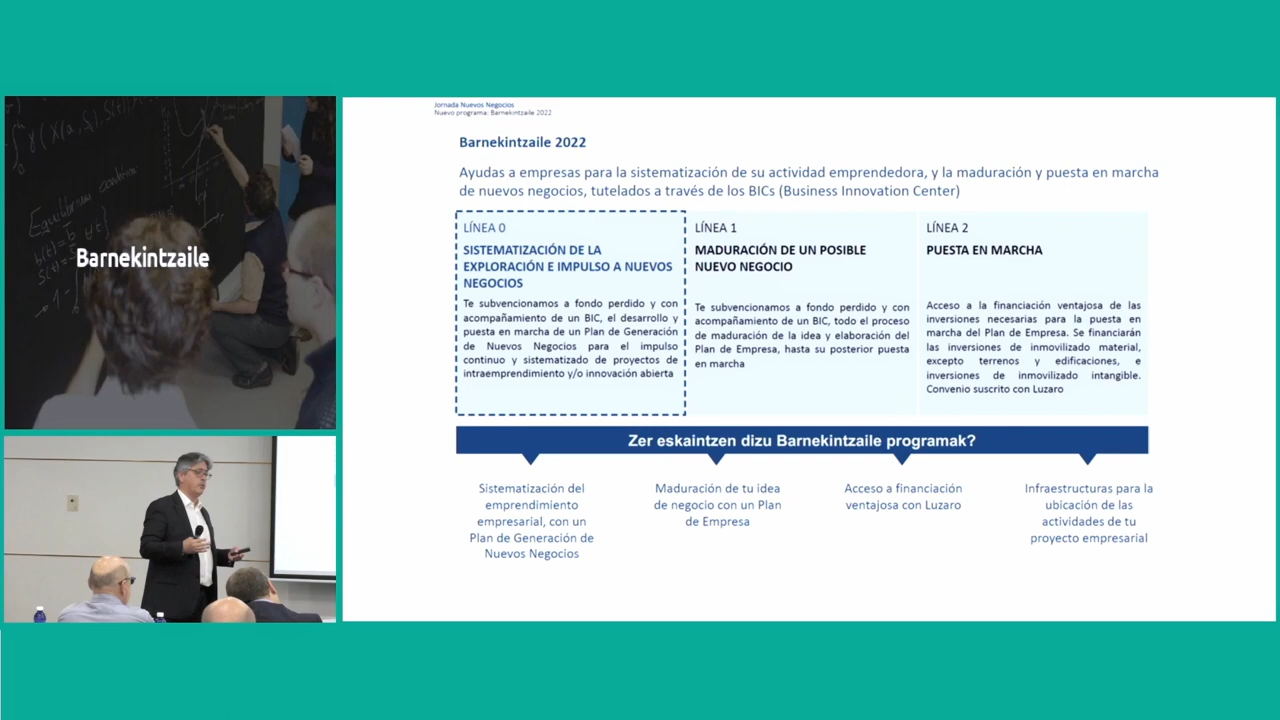 Barnekintzaile
Equilibrium condition
Jornada Nuevos Negocios
Nuevo programa: Barnekintzaile 2022
Barnekintzaile 2022
Ayudas a empresas para la sistematización de su actividad emprendedora, y la maduración y puesta en marcha
de nuevos negocios, tutelados a través de los BICs (Business Innovation Center)
LÍNEA 0
SISTEMATIZACIÓN DE LA
EXPLORACIÓN E IMPULSO A NUEVOS
NEGOCIOS
Te subvencionamos a fondo perdido y con
acompañamiento de un BIC, el desarrollo y
puesta en marcha de un Plan de Generación
de Nuevos Negocios para el impulso
continuo y sistematizado de proyectos de
intraemprendimiento y/o innovación abierta
LÍNEA 1
MADURACIÓN DE UN POSIBLE
NUEVO NEGOCIO
Te subvencionamos a fondo perdido y con
acompañamiento de un BIC, todo el proceso
de maduración de la idea y elaboración del
Plan de Empresa, hasta su posterior puesta
en marcha
LÍNEA 2
PUESTA EN MARCHA
Acceso a la financiación ventajosa de las
inversiones necesarias para la puesta en
marcha del Plan de Empresa. Se financiarán
las inversiones de inmovilizado material,
excepto terrenos y edificaciones, e
inversiones de inmovilizado intangible.
Convenio suscrito con Luzaro
Zer eskaintzen dizu Barnekintzaile programak?
Sistematización del
emprendimiento
empresarial, con un
Plan de Generación de
Nuevos Negocios
Maduración de tu idea
de negocio con un Plan
de Empresa
Acceso a financiación
ventajosa con Luzaro
Infraestructuras para la
ubicación de las
actividades de tu
proyecto empresarial